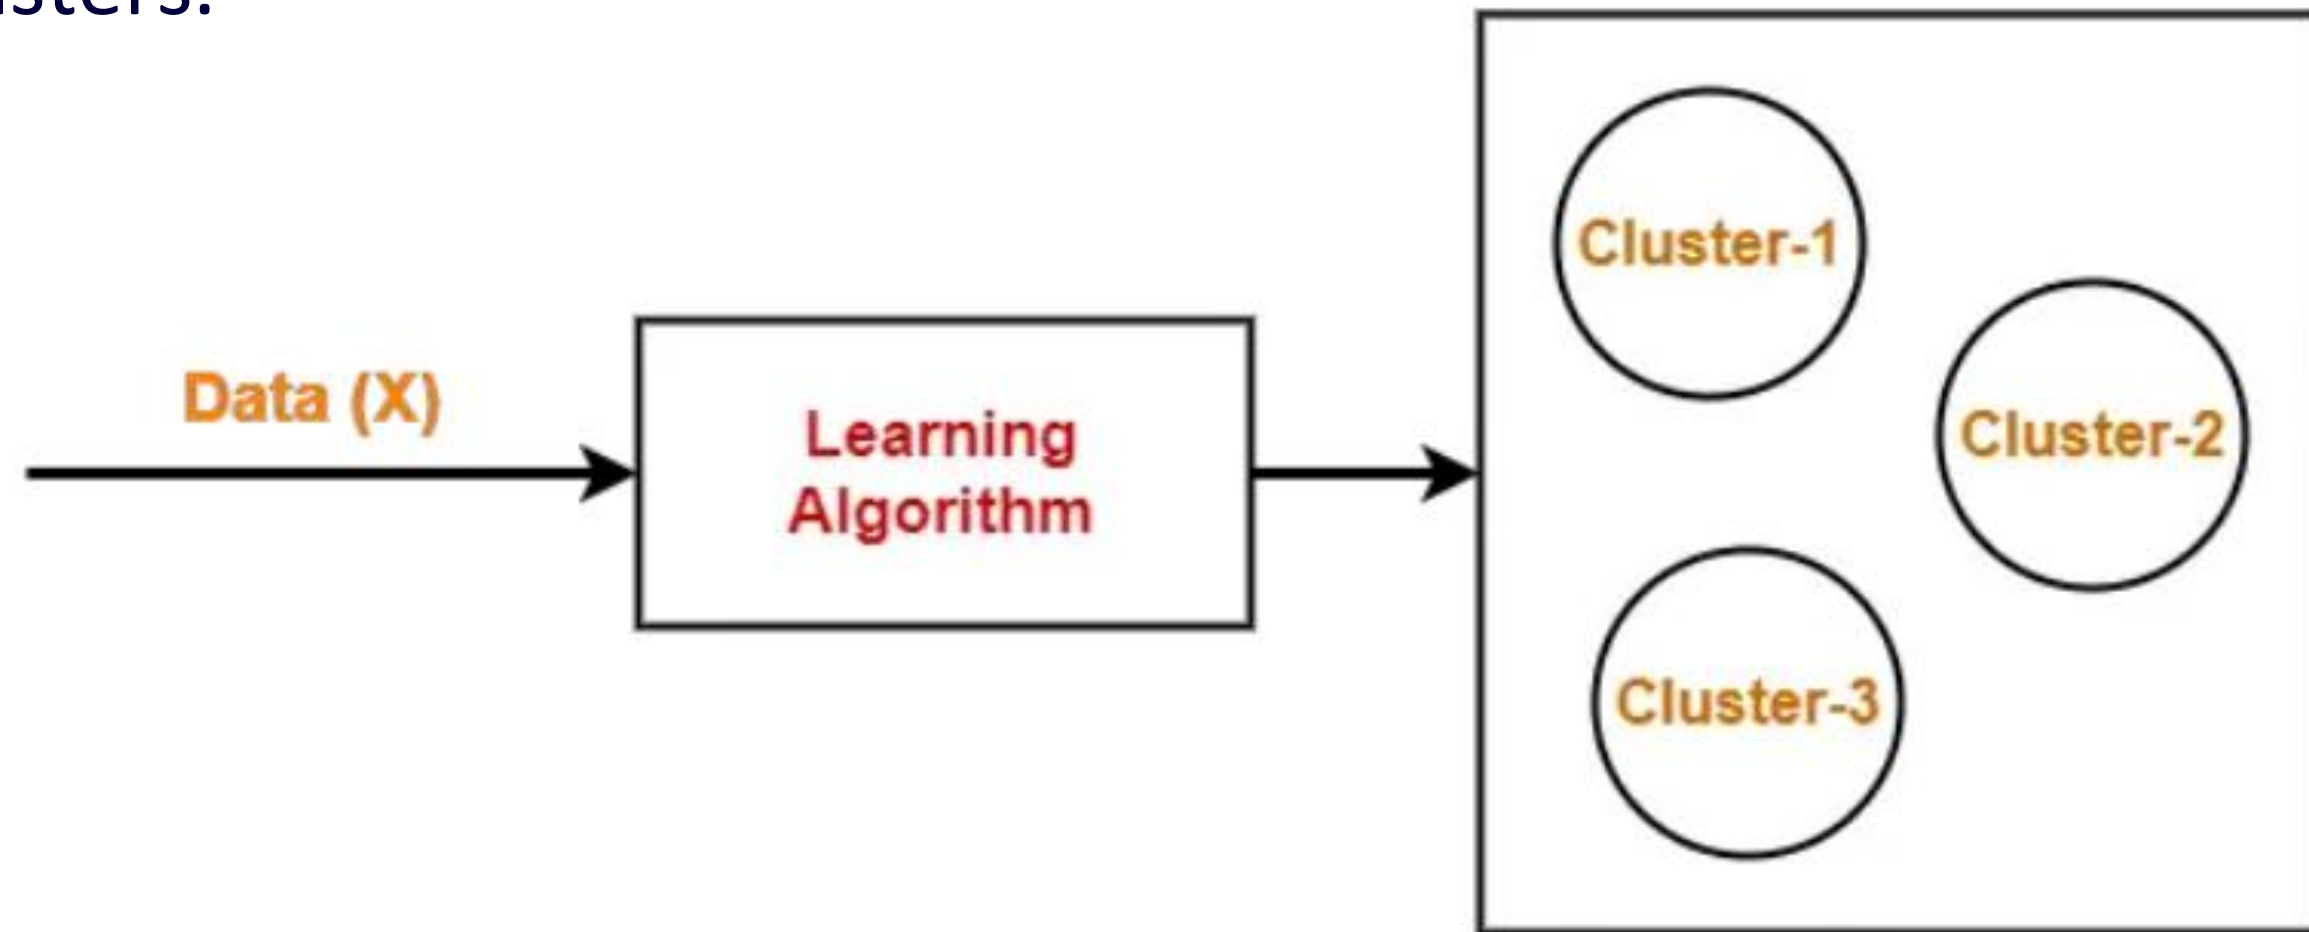 Data (X)
Learning
Algorithm
Cluster-1
Cluster-2
Cluster-3